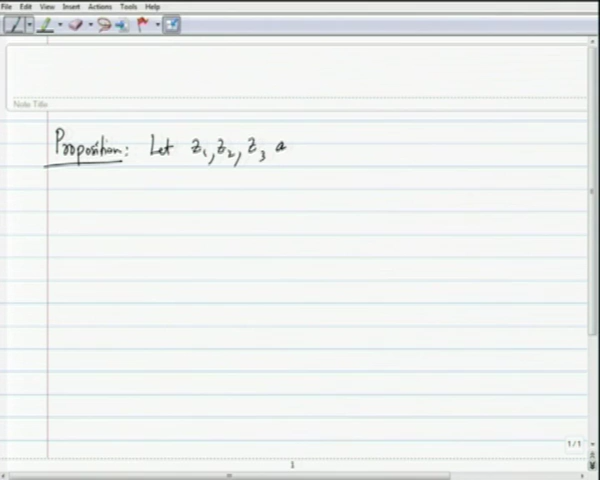 File Edit View Insert Actions Tools Help
Note Title
Proposition: Let z₁, z₂, z₃ a
1/1
1